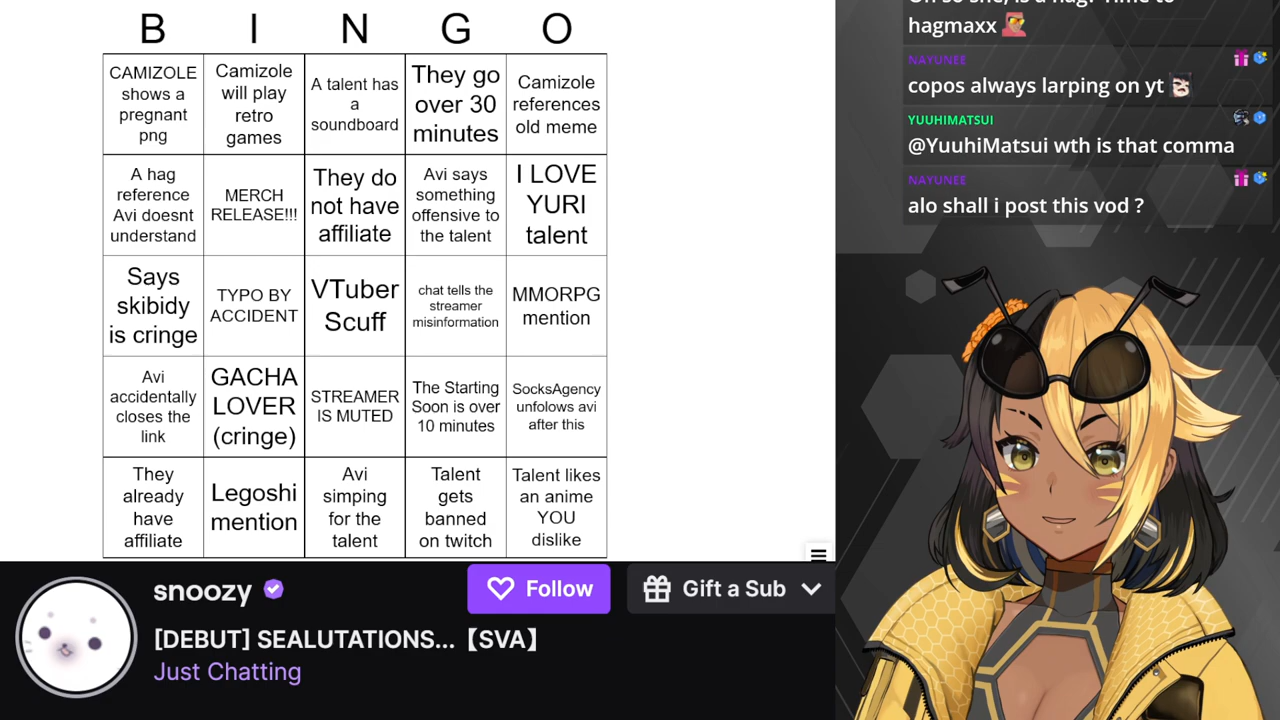 B I N G O
CAMIZOLE
shows a
pregnant
png
Camizole
will play
retro
games
A talent has
a
soundboard
They go
over 30
minutes
Camizole
references
old meme
A hag
reference
Avi doesnt
understand
MERCH
RELEASE!!!
They do
not have
affiliate
Avi says
something
offensive to
the talent
I LOVE
YURI
talent
Says
skibidy
is cringe
TYPO BY
ACCIDENT
VTuber
Scuff
chat tells the
streamer
misinformation
MMORPG
mention
Avi
accidentally
closes the
link
GACHA
LOVER
(cringe)
STREAMER
IS MUTED
The Starting
Soon is over
10 minutes
SocksAgency
unfolows avi
after this
They
already
have
affiliate
Legoshi
mention
Avi
simping
for the
talent
Talent
gets
banned
on twitch
Talent likes
an anime
YOU
dislike
snoozy
Follow
Gift a Sub
[DEBUT] SEALUTATIONS...【SVA】
Just Chatting
hagmaxx
NAYUNEE
copos always larping on yt
YUUHIMATSUI
@YuuhiMatsui wth is that comma
NAYUNEE
alo shall i post this vod ?